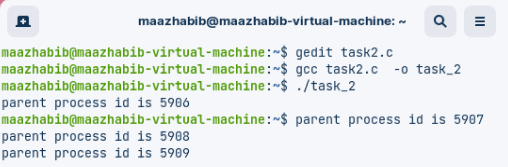 maazhabib@maazhabib-virtual-machine: ~
maazhabib@maazhabib-virtual-machine:~$ gedit task2.c
maazhabib@maazhabib-virtual-machine:~$ gcc task2.c  -o task_2
maazhabib@maazhabib-virtual-machine:~$ ./task_2
parent process id is 5906
maazhabib@maazhabib-virtual-machine:~$ parent process id is 5907
parent process id is 5908
parent process id is 5909